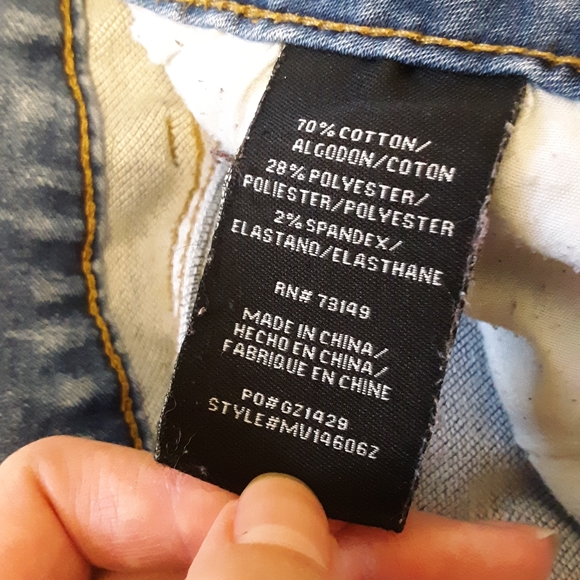 70% COTTON/
ALGODON/COTON
28% POLYESTER/
POLIESTER/POLYESTER
2% SPANDEX/
ELASTANO/ELASTHANE
RN# 73149
MADE IN CHINA/
HECHO EN CHINA/
FABRIQUE EN CHINE
PO#GZ1429
STYLE#MV14606Z